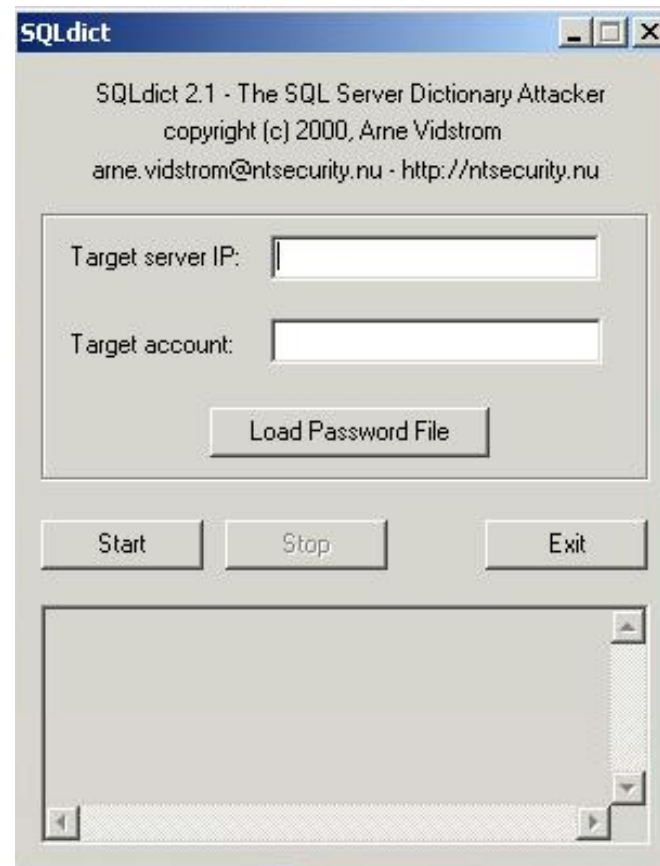 SQLdict
SQLdict 2.1 - The SQL Server Dictionary Attacker
copyright (c) 2000, Arne Vidstrom
arne.vidstrom@ntsecurity.nu - http://ntsecurity.nu
Target server IP:
Target account:
Load Password File
Start Stop Exit